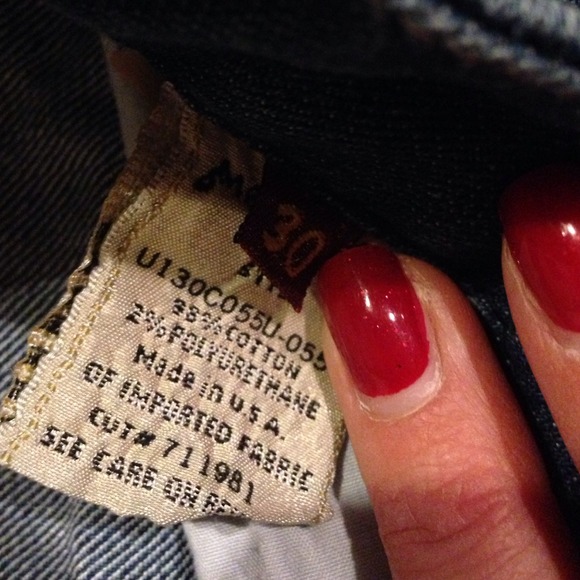 30
U130C055U-055
98% COTTON
2% POLYURETHANE
Made in U.S.A.
OF IMPORTED FABRIC
CUT# 711981
SEE CARE ON